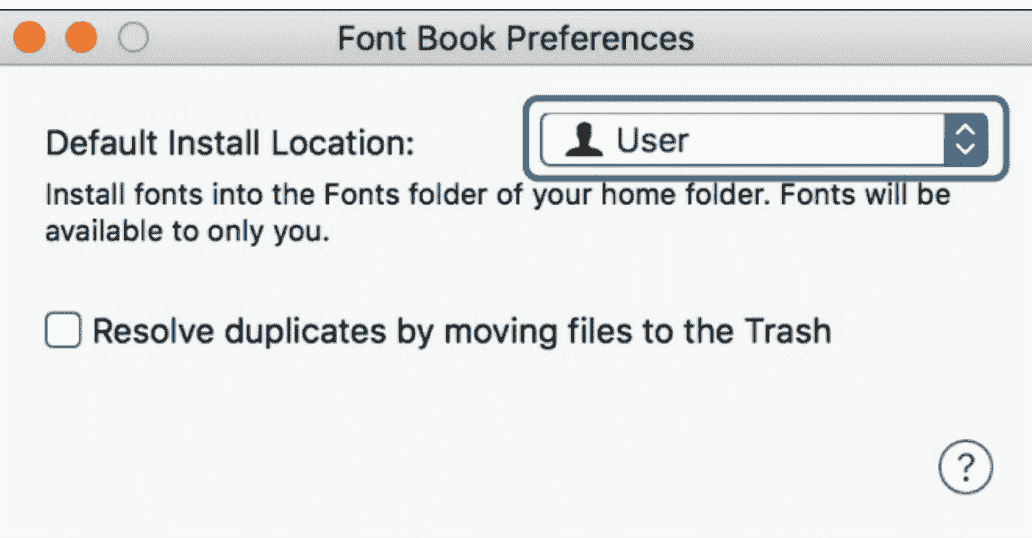 Font Book Preferences
Default Install Location:
User
Install fonts into the Fonts folder of your home folder. Fonts will be
available to only you.
Resolve duplicates by moving files to the Trash
?